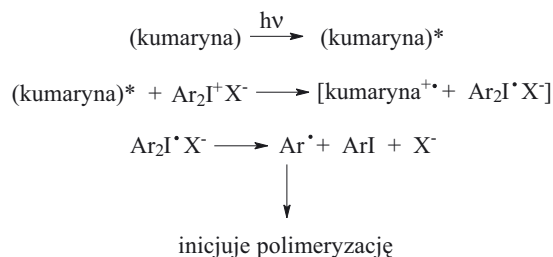 hν
(kumaryna) → (kumaryna)*
(kumaryna)* + Ar₂I⁺X⁻ → [kumaryna⁺• + Ar₂I•X⁻]
Ar₂I•X⁻ → Ar• + ArI + X⁻
inicjuje polimeryzację